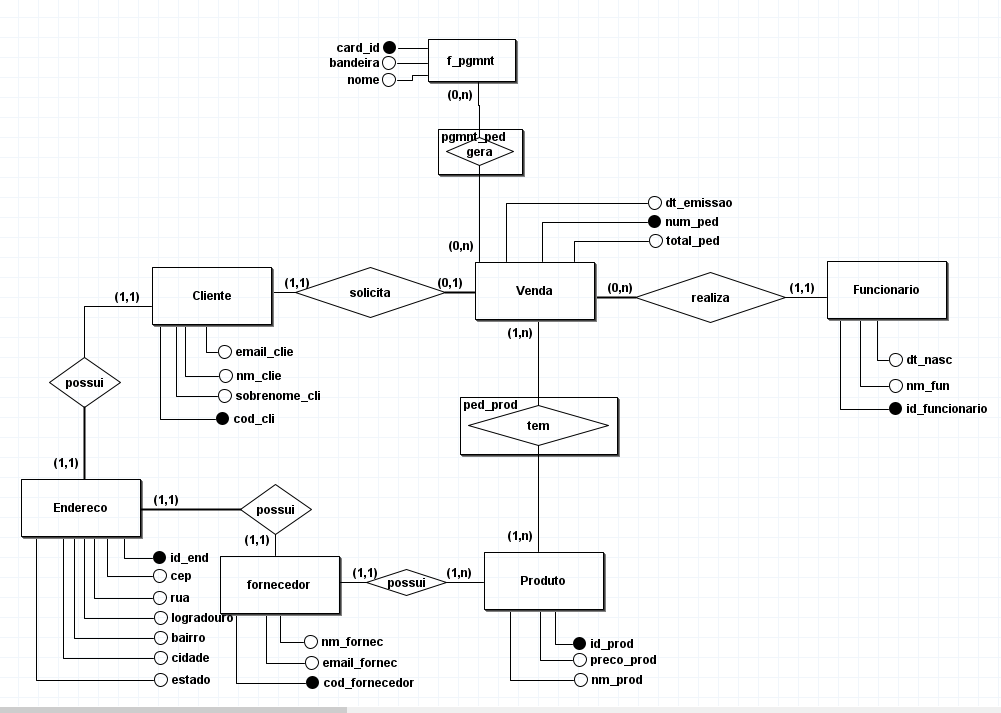 card_id
bandeira
nome
f_pgmnt
(0,n)
pgmnt_ped
gera
(0,n)
dt_emissao
num_ped
total_ped
Cliente
(1,1)
solicita
(0,1)
Venda
(0,n)
realiza
(1,1)
Funcionario
(1,1)
(1,n)
email_clie
nm_clie
sobrenome_cli
cod_cli
dt_nasc
nm_fun
id_funcionario
possui
ped_prod
tem
(1,1)
Endereco
(1,1)
possui
(1,1)
(1,n)
id_end
cep
rua
logradouro
bairro
cidade
estado
fornecedor
(1,1)
possui
(1,n)
Produto
nm_fornec
email_fornec
cod_fornecedor
id_prod
preco_prod
nm_prod